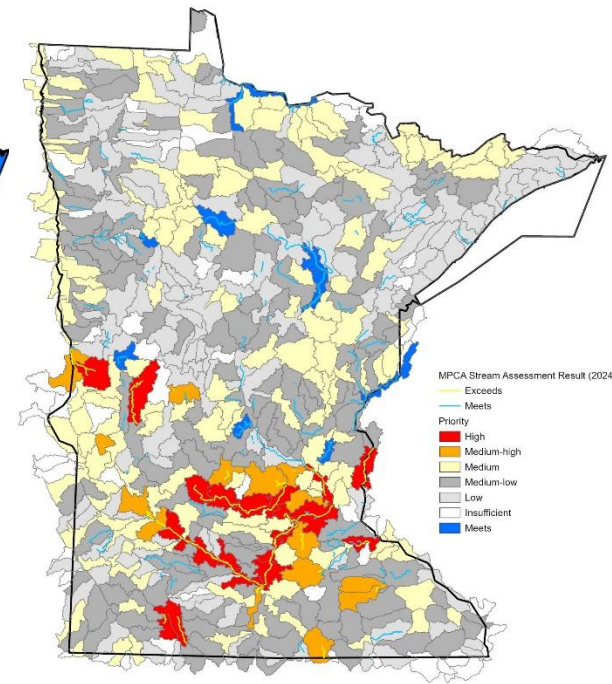 MPCA Stream Assessment Result (2024
Exceeds
Meets
Priority
High
Medium-high
Medium
Medium-low
Low
Insufficient
Meets